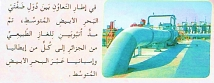 في إطار التعاون بين دول ضفتي
البحر الأبيض المتوسط، تم
مد أنبوبين للغاز الطبيعي
من الجزائر إلى كل من إيطاليا
وإسبانيا عبر البحر الأبيض
المتوسط.